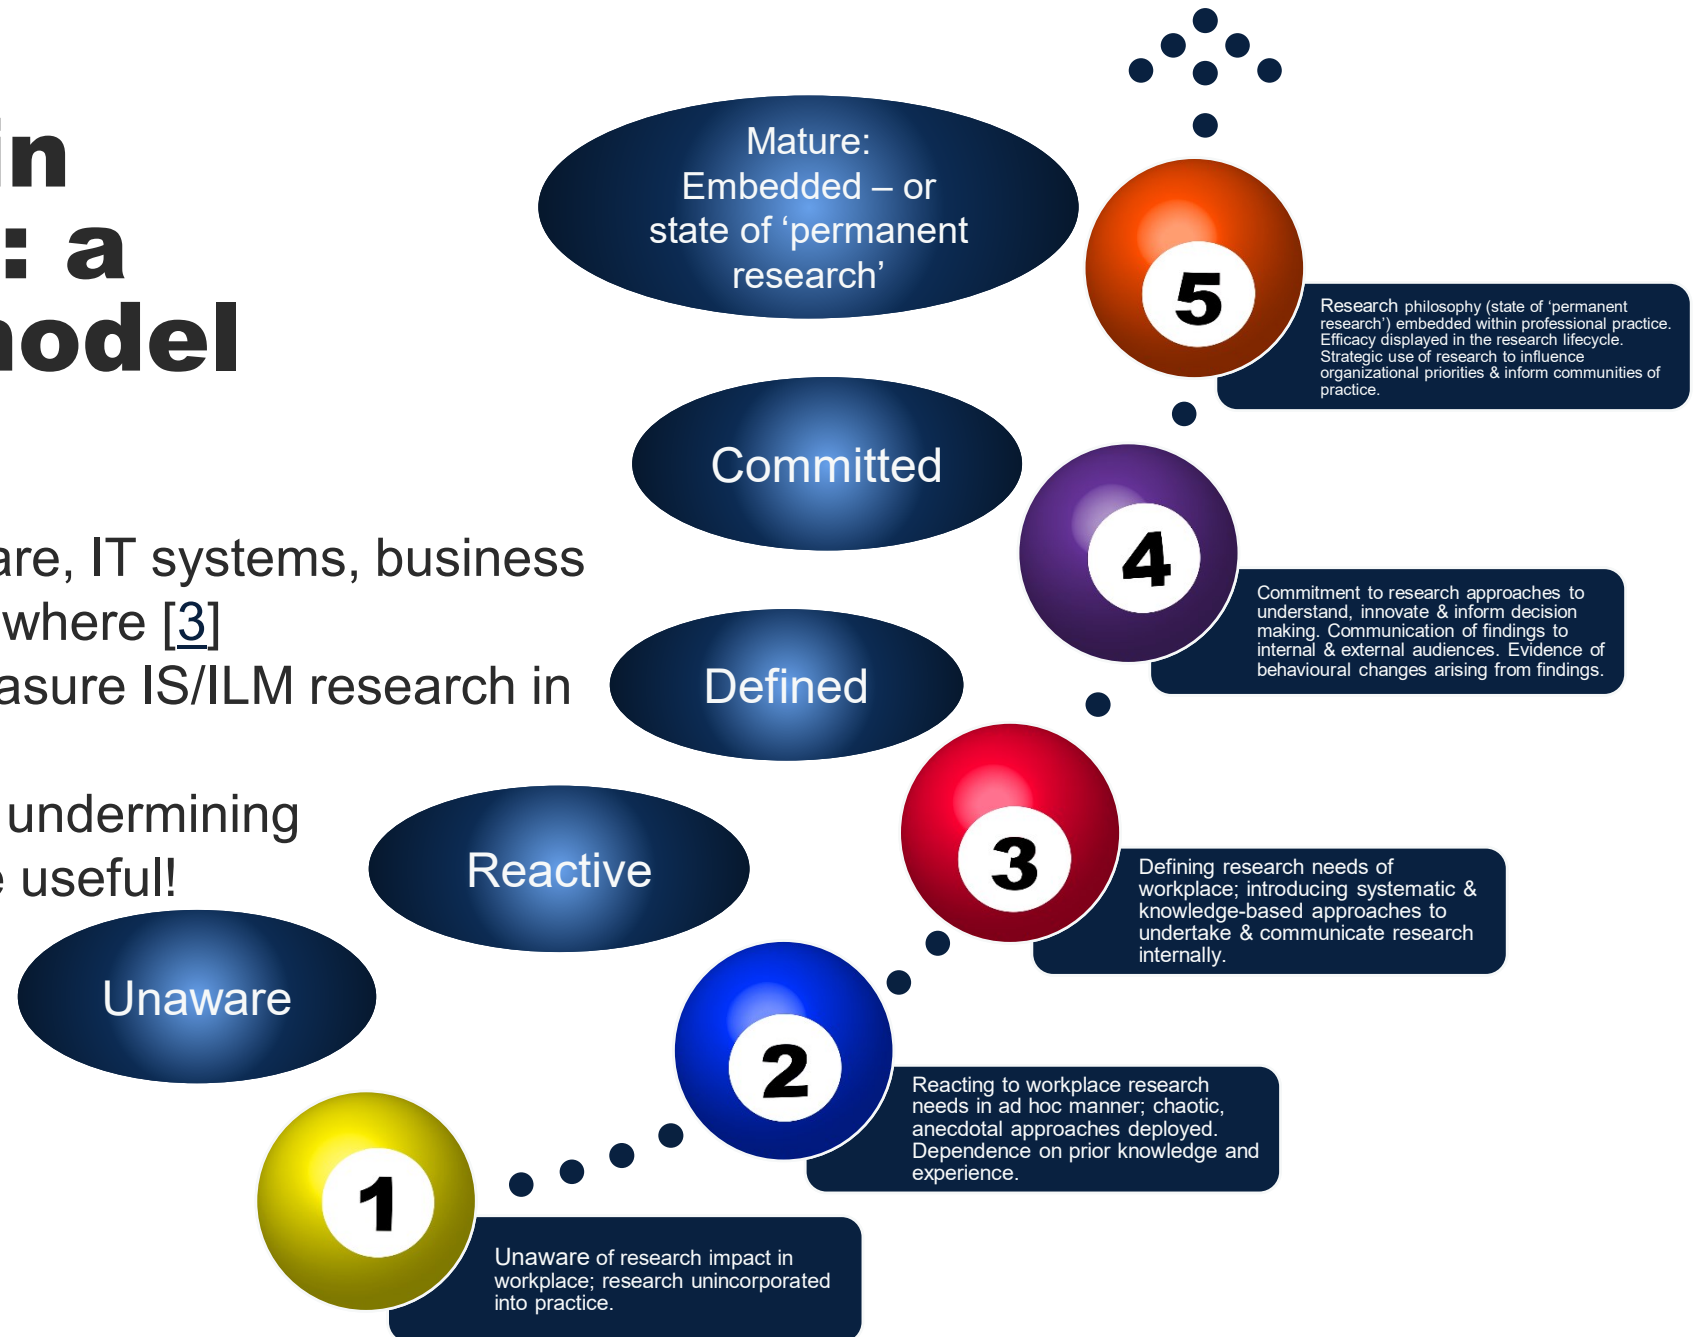 in
: a
nodel
are, IT systems, business
where [3]
asure IS/ILM research in
undermining
e useful!
Mature:
Embedded – or
state of ‘permanent
research’
5
Research philosophy (state of ‘permanent
research’) embedded within professional practice.
Efficacy displayed in the research lifecycle.
Strategic use of research to influence
organizational priorities & inform communities of
practice.
Committed
4
Commitment to research approaches to
understand, innovate & inform decision
making. Communication of findings to
internal & external audiences. Evidence of
behavioural changes arising from findings.
Defined
3
Defining research needs of
workplace; introducing systematic &
knowledge-based approaches to
undertake & communicate research
internally.
Reactive
2
Reacting to workplace research
needs in ad hoc manner; chaotic,
anecdotal approaches deployed.
Dependence on prior knowledge and
experience.
Unaware
1
Unaware of research impact in
workplace; research unincorporated
into practice.